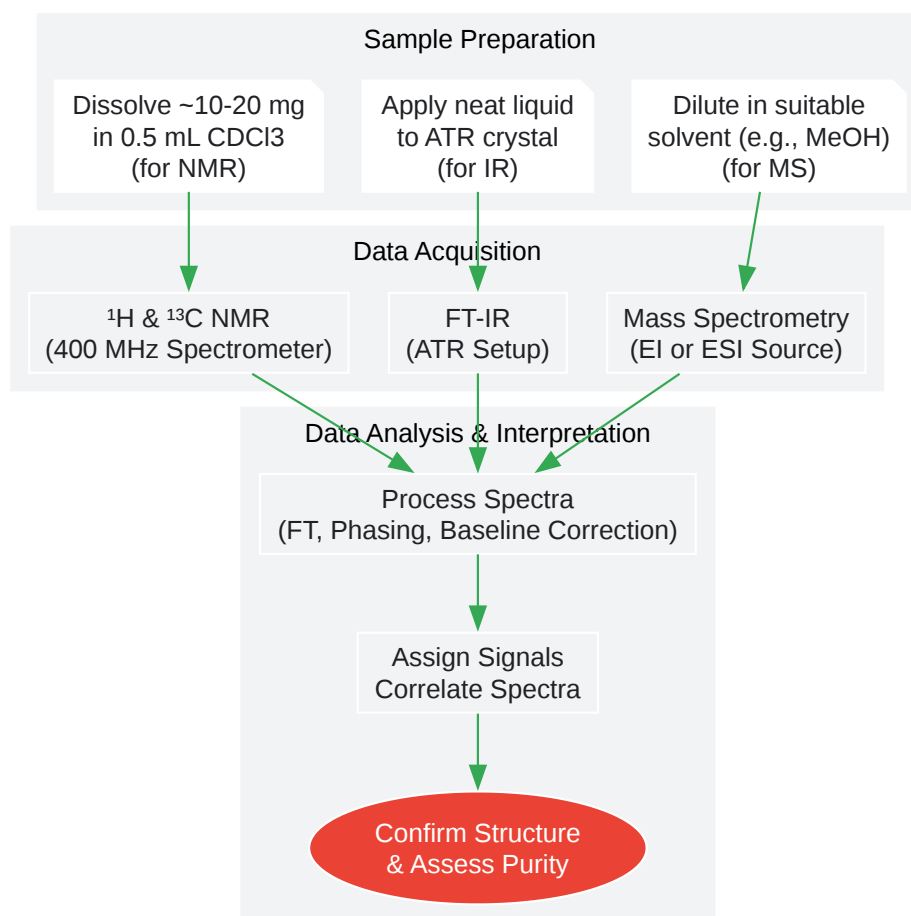 Sample Preparation
Dissolve ~10-20 mg
in 0.5 mL CDCl3
(for NMR)
Apply neat liquid
to ATR crystal
(for IR)
Dilute in suitable
solvent (e.g., MeOH)
(for MS)
Data Acquisition
¹H & ¹³C NMR
(400 MHz Spectrometer)
FT-IR
(ATR Setup)
Mass Spectrometry
(EI or ESI Source)
Data Analysis & Interpretation
Process Spectra
(FT, Phasing, Baseline Correction)
Assign Signals
Correlate Spectra
Confirm Structure
& Assess Purity